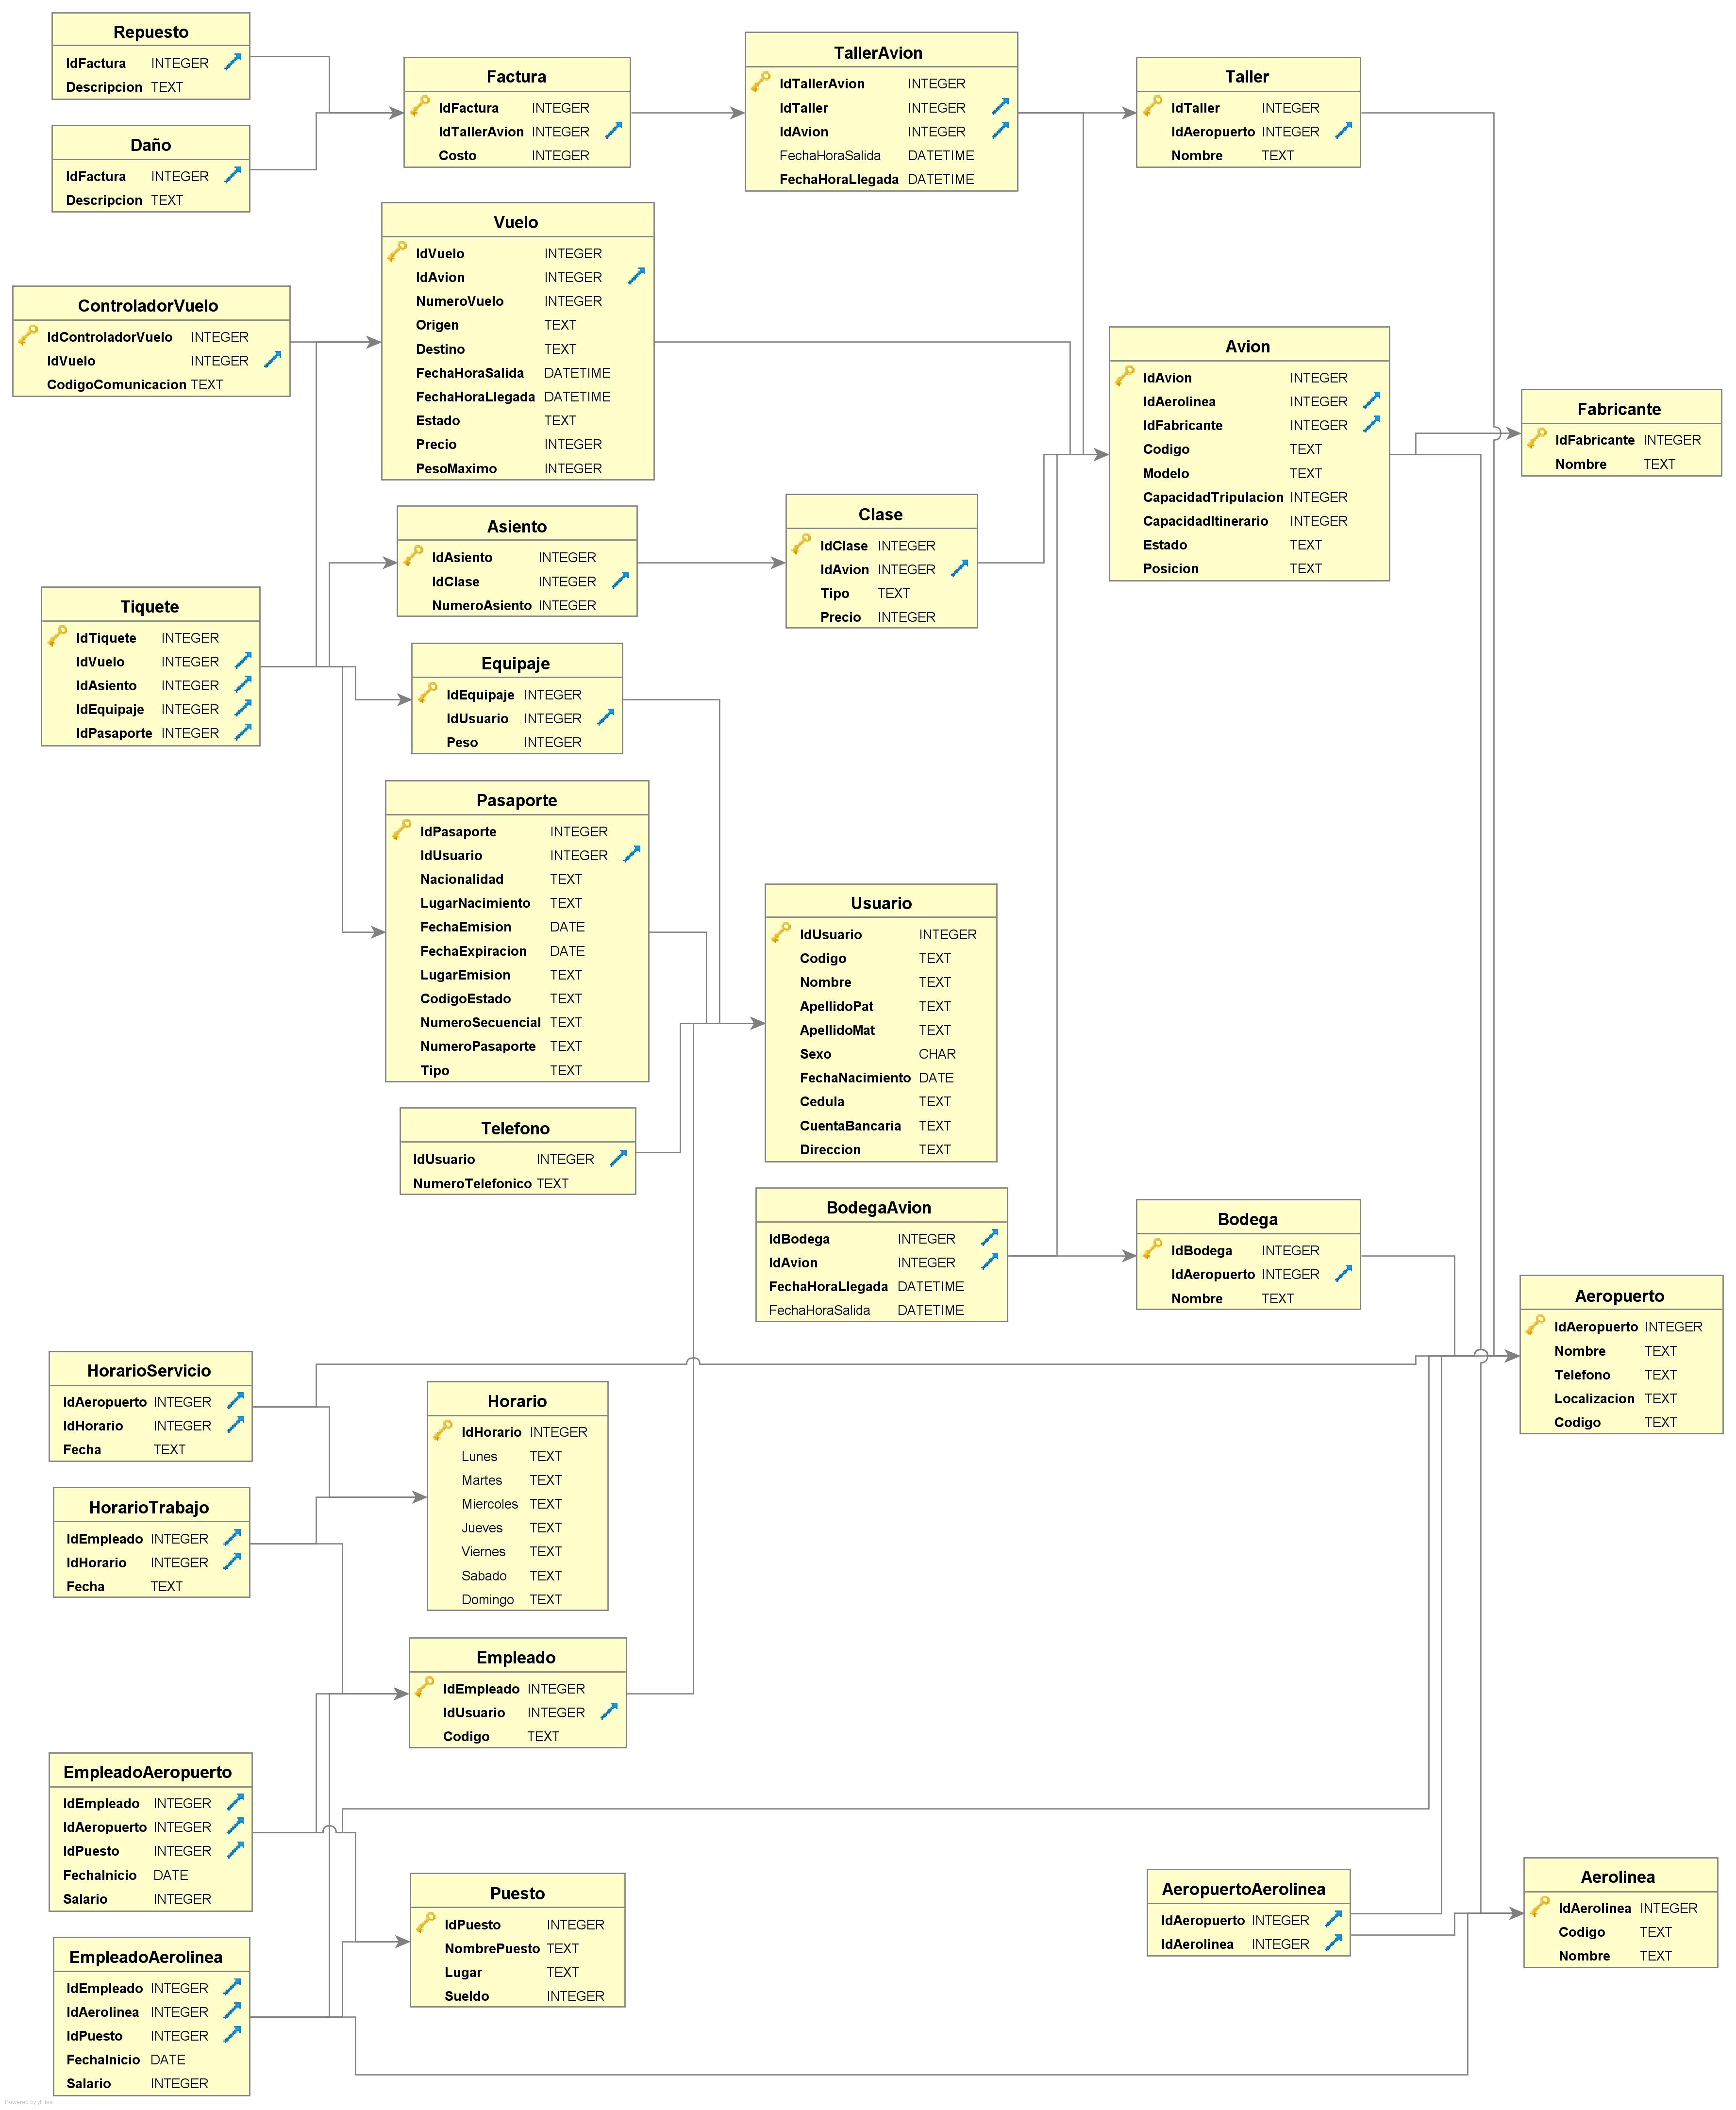 Repuesto
IdFactura INTEGER
Descripcion TEXT
Daño
IdFactura INTEGER
Descripcion TEXT
Factura
IdFactura INTEGER
IdTallerAvion INTEGER
Costo INTEGER
TallerAvion
IdTallerAvion INTEGER
IdTaller INTEGER
IdAvion INTEGER
FechaHoraSalida DATETIME
FechaHoraLlegada DATETIME
Taller
IdTaller INTEGER
IdAeropuerto INTEGER
Nombre TEXT
Vuelo
IdVuelo INTEGER
IdAvion INTEGER
NumeroVuelo INTEGER
Origen TEXT
Destino TEXT
FechaHoraSalida DATETIME
FechaHoraLlegada DATETIME
Estado TEXT
Precio INTEGER
PesoMaximo INTEGER
ControladorVuelo
IdControladorVuelo INTEGER
IdVuelo INTEGER
CodigoComunicacion TEXT
Avion
IdAvion INTEGER
IdAerolinea INTEGER
IdFabricante INTEGER
Codigo TEXT
Modelo TEXT
CapacidadTripulacion INTEGER
CapacidadItinerario INTEGER
Estado TEXT
Posicion TEXT
Fabricante
IdFabricante INTEGER
Nombre TEXT
Asiento
IdAsiento INTEGER
IdClase INTEGER
NumeroAsiento INTEGER
Clase
IdClase INTEGER
IdAvion INTEGER
Tipo TEXT
Precio INTEGER
Tiquete
IdTiquete INTEGER
IdVuelo INTEGER
IdAsiento INTEGER
IdEquipaje INTEGER
IdPasaporte INTEGER
Equipaje
IdEquipaje INTEGER
IdUsuario INTEGER
Peso INTEGER
Pasaporte
IdPasaporte INTEGER
IdUsuario INTEGER
Nacionalidad TEXT
LugarNacimiento TEXT
FechaEmision DATE
FechaExpiracion DATE
LugarEmision TEXT
CodigoEstado TEXT
NumeroSecuencial TEXT
NumeroPasaporte TEXT
Tipo TEXT
Usuario
IdUsuario INTEGER
Codigo TEXT
Nombre TEXT
ApellidoPat TEXT
ApellidoMat TEXT
Sexo CHAR
FechaNacimiento DATE
Cedula TEXT
CuentaBancaria TEXT
Direccion TEXT
Telefono
IdUsuario INTEGER
NumeroTelefonico TEXT
BodegaAvion
IdBodega INTEGER
IdAvion INTEGER
FechaHoraLlegada DATETIME
FechaHoraSalida DATETIME
Bodega
IdBodega INTEGER
IdAeropuerto INTEGER
Nombre TEXT
Aeropuerto
IdAeropuerto INTEGER
Nombre TEXT
Telefono TEXT
Localizacion TEXT
Codigo TEXT
HorarioServicio
IdAeropuerto INTEGER
IdHorario INTEGER
Fecha TEXT
Horario
IdHorario INTEGER
Lunes TEXT
Martes TEXT
Miercoles TEXT
Jueves TEXT
Viernes TEXT
Sabado TEXT
Domingo TEXT
HorarioTrabajo
IdEmpleado INTEGER
IdHorario INTEGER
Fecha TEXT
Empleado
IdEmpleado INTEGER
IdUsuario INTEGER
Codigo TEXT
EmpleadoAeropuerto
IdEmpleado INTEGER
IdAeropuerto INTEGER
IdPuesto INTEGER
FechaInicio DATE
Salario INTEGER
Puesto
IdPuesto INTEGER
NombrePuesto TEXT
Lugar TEXT
Sueldo INTEGER
AeropuertoAerolinea
IdAeropuerto INTEGER
IdAerolinea INTEGER
Aerolinea
IdAerolinea INTEGER
Codigo TEXT
Nombre TEXT
EmpleadoAerolinea
IdEmpleado INTEGER
IdAerolinea INTEGER
IdPuesto INTEGER
FechaInicio DATE
Salario INTEGER
Powered by yFiles